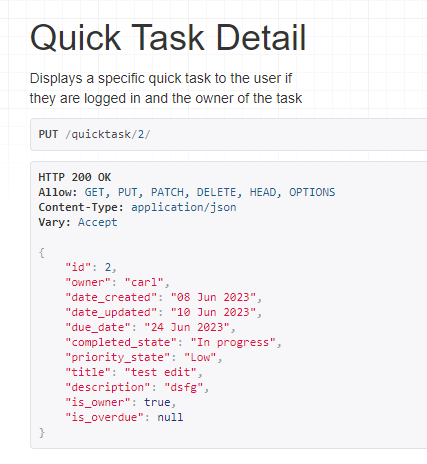 Quick Task Detail
Displays a specific quick task to the user if
they are logged in and the owner of the task
PUT /quicktask/2/
HTTP 200 OK
Allow: GET, PUT, PATCH, DELETE, HEAD, OPTIONS
Content-Type: application/json
Vary: Accept
{
    "id": 2,
    "owner": "carl",
    "date_created": "08 Jun 2023",
    "date_updated": "10 Jun 2023",
    "due_date": "24 Jun 2023",
    "completed_state": "In progress",
    "priority_state": "Low",
    "title": "test edit",
    "description": "dsfg",
    "is_owner": true,
    "is_overdue": null
}